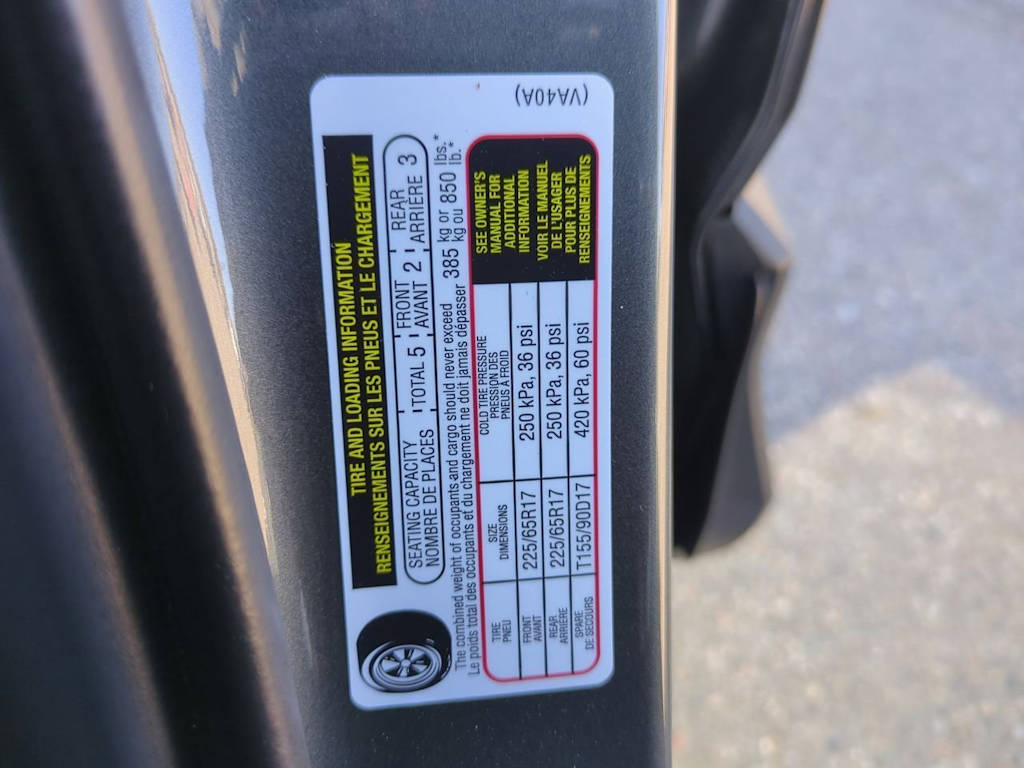 TIRE AND LOADING INFORMATION
RENSEIGNEMENTS SUR LES PNEUS ET LE CHARGEMENT
SEATING CAPACITY TOTAL 5 FRONT 2 REAR 3
NOMBRE DE PLACES AVANT ARRIÈRE
The combined weight of occupants and cargo should never exceed 385 kg or 850 lbs.*
Le poids total des occupants et du chargement ne doit jamais dépasser kg ou lb.*
TIRE SIZE COLD TIRE PRESSURE
PNEU DIMENSIONS PRESSION DES
PNEUS À FROID
FRONT 225/65R17 250 kPa, 36 psi
AVANT
REAR 225/65R17 250 kPa, 36 psi
ARRIÈRE
SPARE T155/90D17 420 kPa, 60 psi
DE SECOURS
SEE OWNER'S
MANUAL FOR
ADDITIONAL
INFORMATION
VOIR LE MANUEL
DE L'USAGER
POUR PLUS DE
RENSEIGNEMENTS
(VA40A)